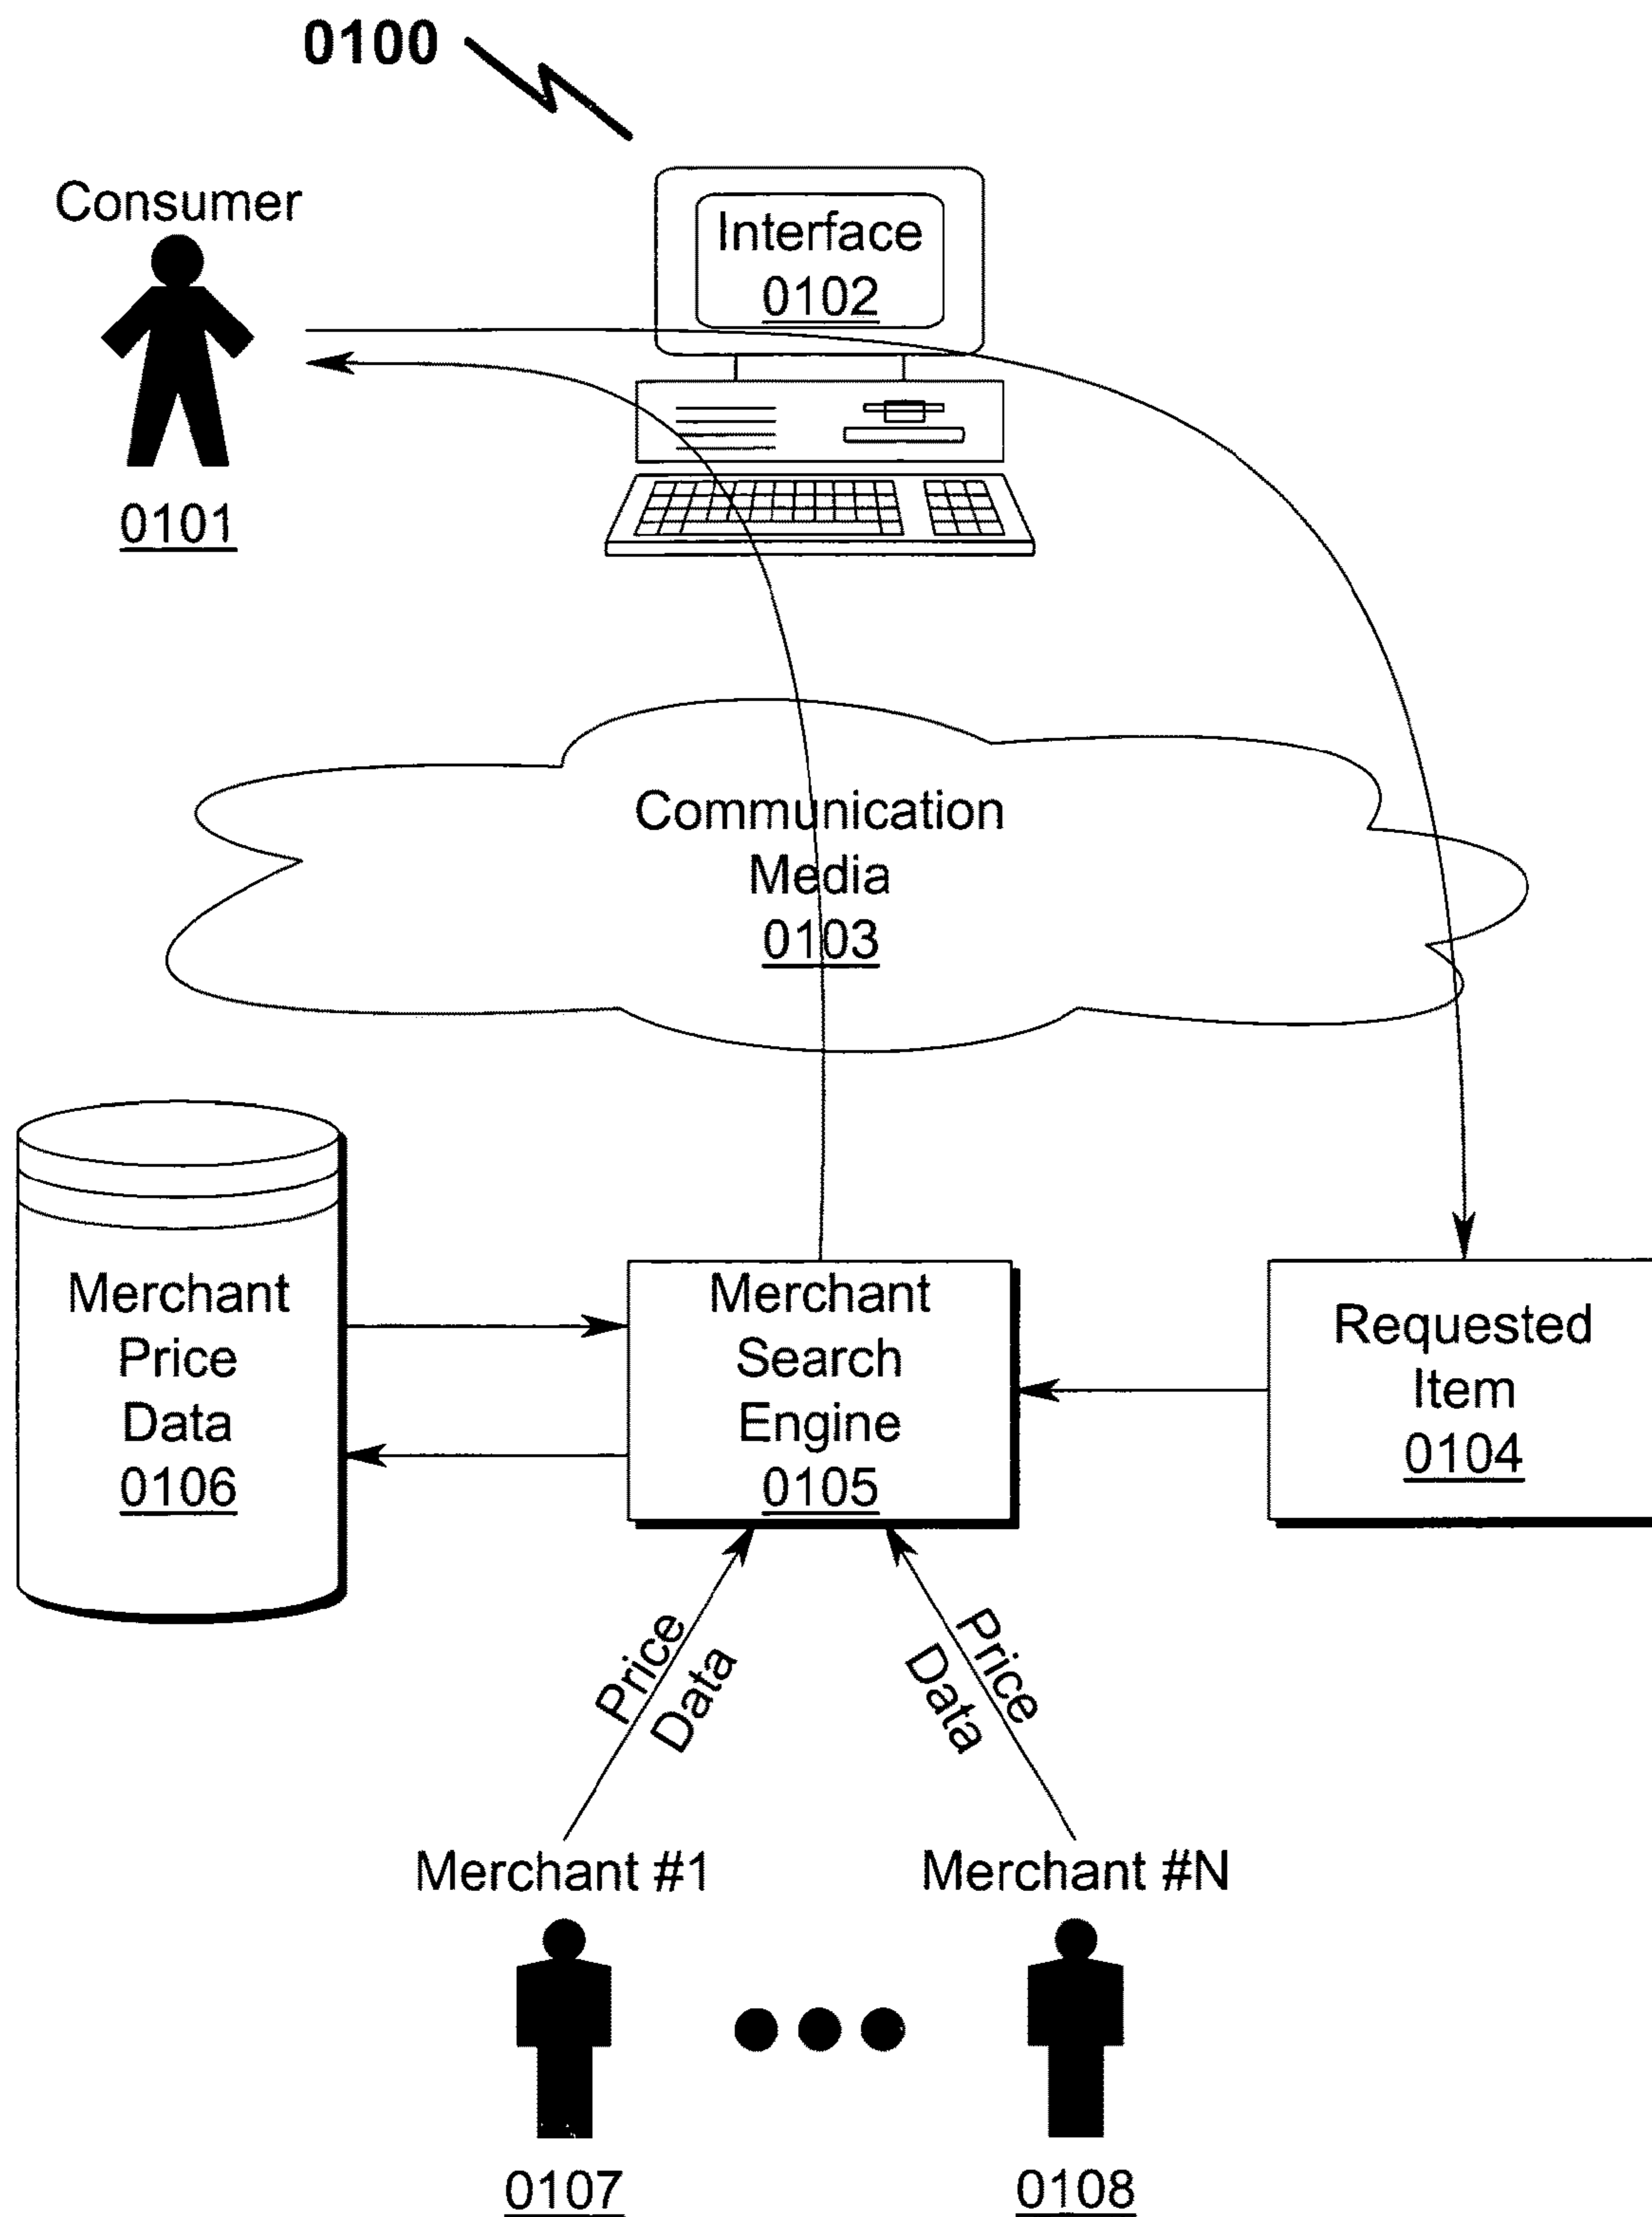 0100
Consumer
0101
Interface
0102
Communication
Media
0103
Merchant
Price
Data
0106
Merchant
Search
Engine
0105
Requested
Item
0104
Price
Data
Price
Data
Merchant #1
Merchant #N
0107
0108